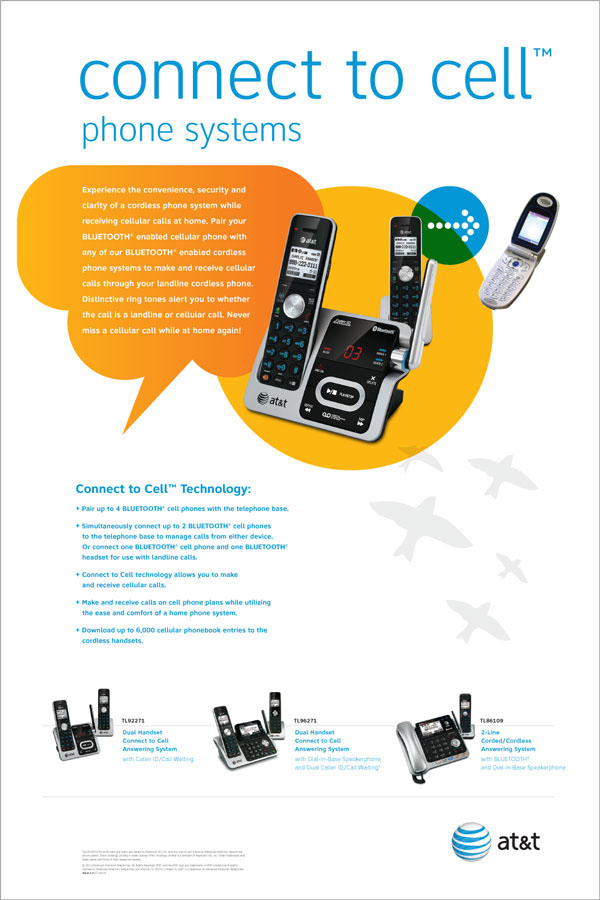 connect to cell™
phone systems
Experience the convenience, security and
clarity of a cordless phone system while
receiving cellular calls at home. Pair your
BLUETOOTH® enabled cellular phone with
any of our BLUETOOTH® enabled cordless
phone systems to make and receive cellular
calls through your landline cordless phone.
Distinctive ring tones alert you to whether
the call is a landline or cellular call. Never
miss a cellular call while at home again!
at&t
Bluetooth
03
PLAY/STOP
DELETE
at&t
Connect to Cell™ Technology:
+ Pair up to 4 BLUETOOTH® cell phones with the telephone base.
+ Simultaneously connect up to 2 BLUETOOTH® cell phones
to the telephone base to manage calls from either device.
Or connect one BLUETOOTH® cell phone and one BLUETOOTH®
headset for use with landline calls.
+ Connect to Cell technology allows you to make
and receive cellular calls.
+ Make and receive calls on cell phone plans while utilizing
the ease and comfort of a home phone system.
+ Download up to 6,000 cellular phonebook entries to the
cordless handsets.
TL92271
Dual Handset
Connect to Cell
Answering System
with Caller ID/Call Waiting
TL96271
Dual Handset
Connect to Cell
Answering System
with Dial-in-Base Speakerphone
and Dual Caller ID/Call Waiting®
TL86109
2-Line
Corded/Cordless
Answering System
with BLUETOOTH®
and Dial-in-Base Speakerphone
at&t